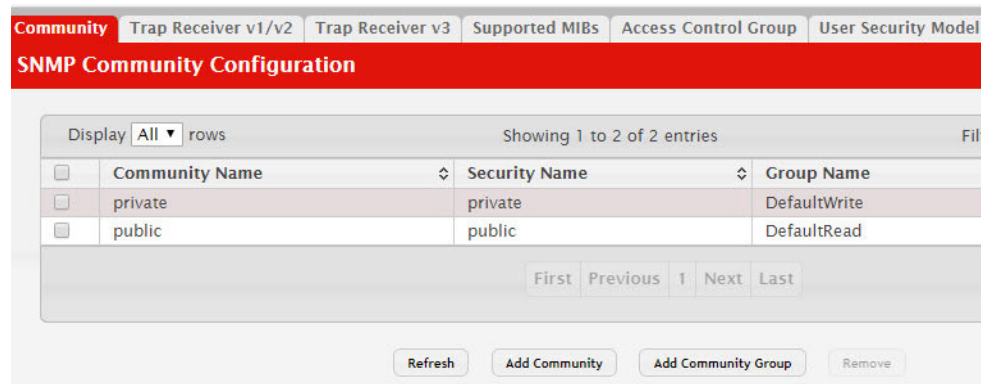 Community Trap Receiver v1/v2 Trap Receiver v3 Supported MIBs Access Control Group User Security Model
SNMP Community Configuration
Display All rows Showing 1 to 2 of 2 entries Fil
Community Name Security Name Group Name
private private DefaultWrite
public public DefaultRead
First Previous 1 Next Last
Refresh Add Community Add Community Group Remove